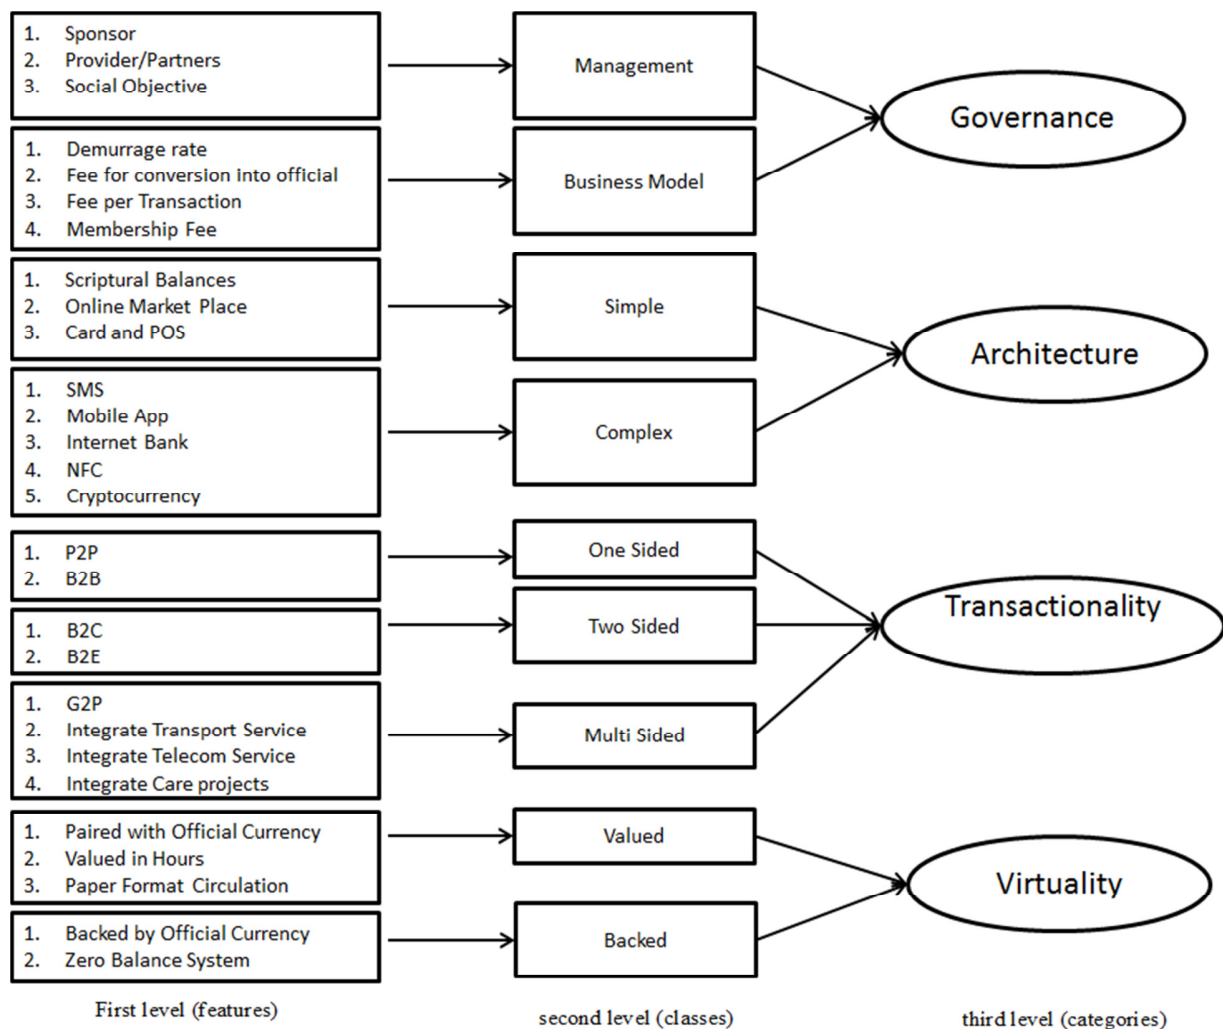 1. Sponsor
2. Provider/Partners
3. Social Objective
Management
Governance
1. Demurrage rate
2. Fee for conversion into official
3. Fee per Transaction
4. Membership Fee
Business Model
1. Scriptural Balances
2. Online Market Place
3. Card and POS
Simple
Architecture
1. SMS
2. Mobile App
3. Internet Bank
4. NFC
5. Cryptocurrency
Complex
1. P2P
2. B2B
One Sided
1. B2C
2. B2E
Two Sided
Transactionality
1. G2P
2. Integrate Transport Service
3. Integrate Telecom Service
4. Integrate Care projects
Multi Sided
1. Paired with Official Currency
2. Valued in Hours
3. Paper Format Circulation
Valued
Virtuality
1. Backed by Official Currency
2. Zero Balance System
Backed
First level (features)
second level (classes)
third level (categories)